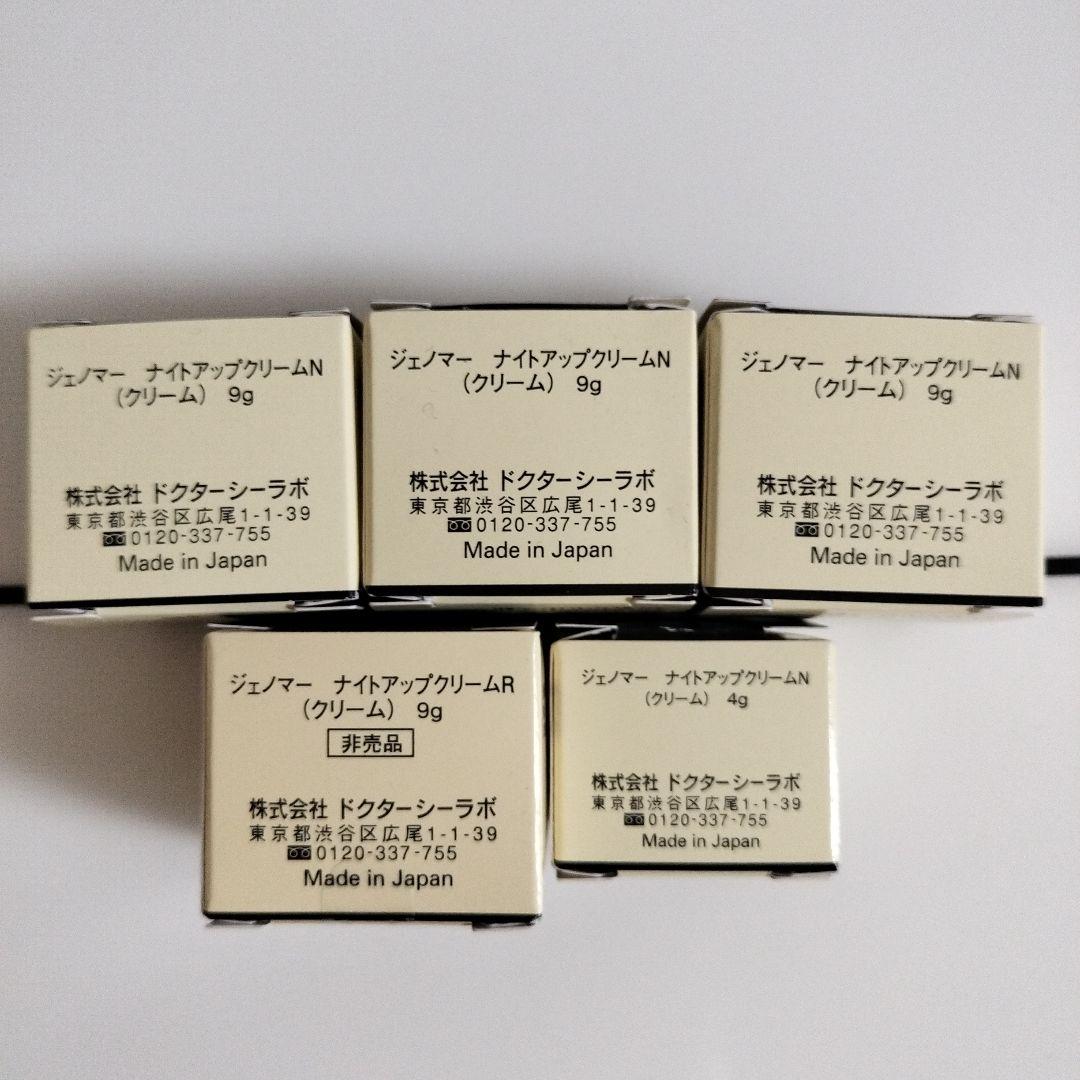 ジェノマー　ナイトアップクリームN
（クリーム）　9g
株式会社 ドクターシーラボ
東京都渋谷区広尾1-1-39
0120-337-755
Made in Japan
ジェノマー　ナイトアップクリームN
（クリーム）　9g
株式会社 ドクターシーラボ
東京都渋谷区広尾1-1-39
0120-337-755
Made in Japan
ジェノマー　ナイトアップクリームN
（クリーム）　9g
株式会社 ドクターシーラボ
東京都渋谷区広尾1-1-39
0120-337-755
Made in Japan
ジェノマー　ナイトアップクリームR
（クリーム）　9g
非売品
株式会社 ドクターシーラボ
東京都渋谷区広尾1-1-39
0120-337-755
Made in Japan
ジェノマー　ナイトアップクリームN
（クリーム）　4g
株式会社 ドクターシーラボ
東京都渋谷区広尾1-1-39
0120-337-755
Made in Japan